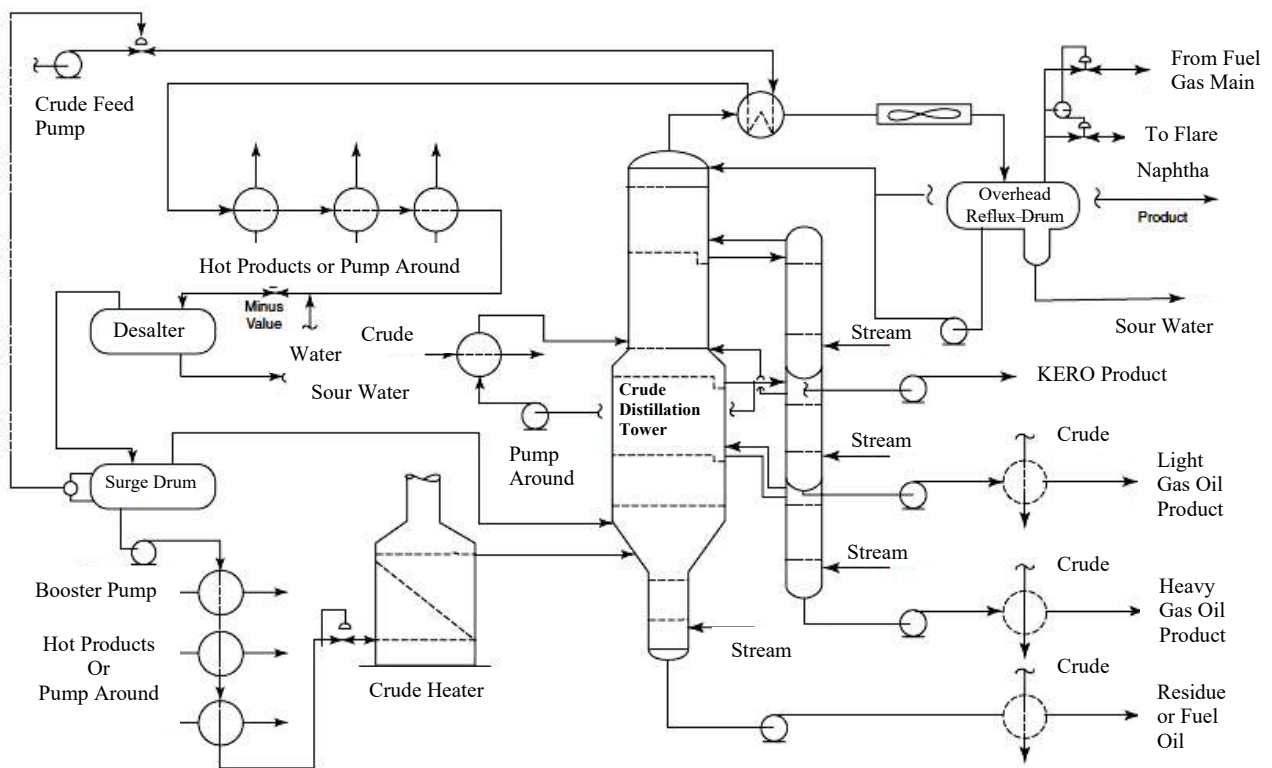 From Fuel
Gas Main
Crude Feed
Pump
To Flare
Naphtha
Product
Overhead
Reflux Drum
Hot Products or Pump Around
Minus
Value
Desalter
Water
Sour Water
Crude
Stream
Sour Water
KERO Product
Crude
Distillation
Tower
Pump
Around
Stream
Crude
Light
Gas Oil
Product
Surge Drum
Stream
Crude
Booster Pump
Heavy
Gas Oil
Product
Hot Products
Or
Pump Around
Stream
Crude Heater
Crude
Residue
or Fuel
Oil